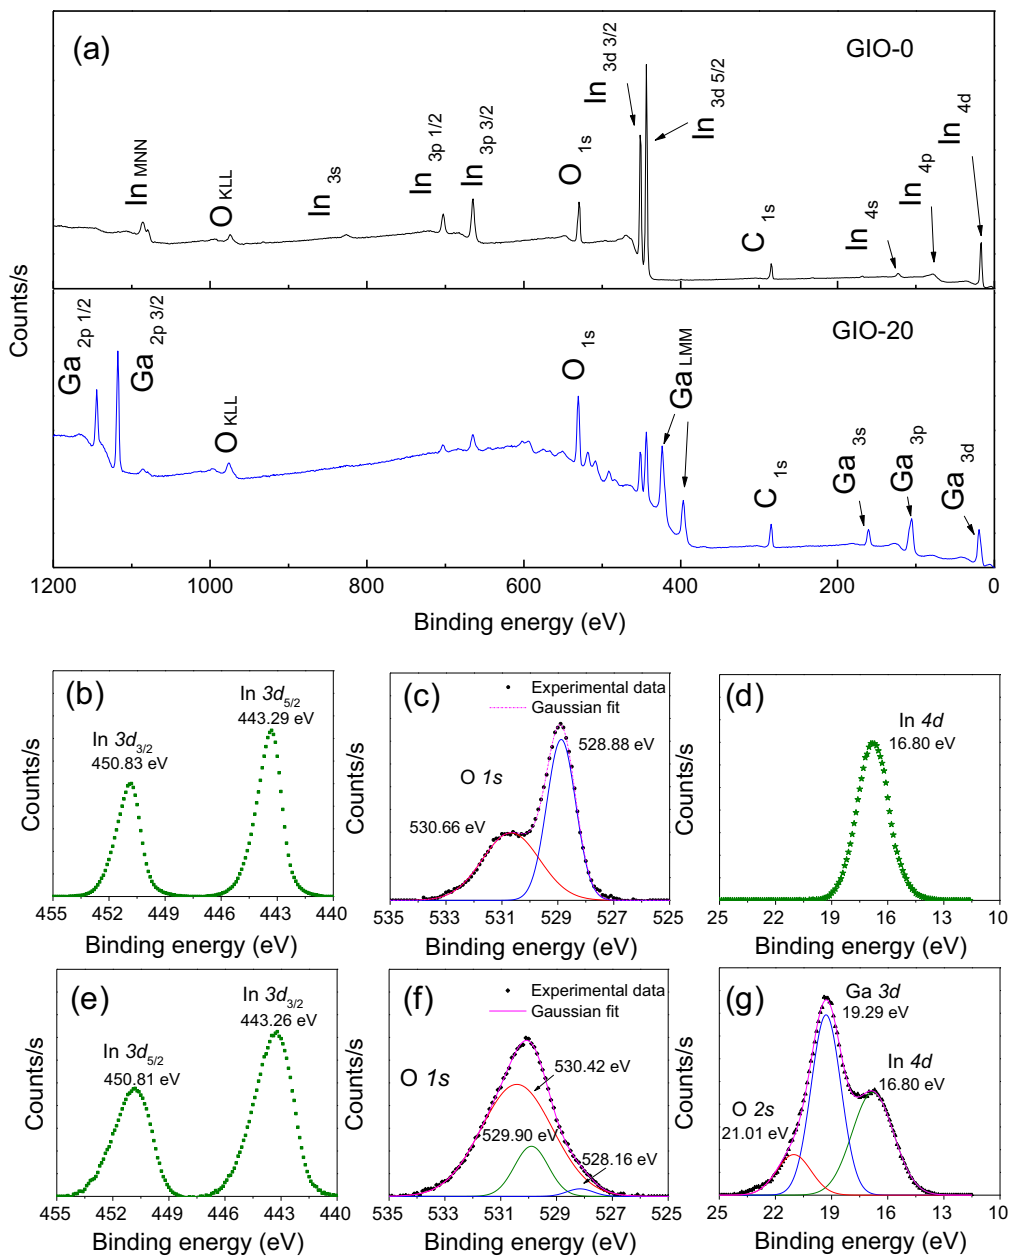 (a)
GIO-0
In MNN
O KLL
In 3s
In 3p 1/2
In 3p 3/2
O 1s
In 3d 3/2
In 3d 5/2
C 1s
In 4s
In 4p
In 4d
Counts/s
GIO-20
Ga 2p 1/2
Ga 2p 3/2
O KLL
O 1s
Ga LMM
C 1s
Ga 3s
Ga 3p
Ga 3d
1200 1000 800 600 400 200 0
Binding energy (eV)
(b)
In 3d5/2
443.29 eV
In 3d3/2
450.83 eV
Counts/s
455 452 449 446 443 440
Binding energy (eV)
(c)
Experimental data
Gaussian fit
528.88 eV
O 1s
530.66 eV
Counts/s
535 533 531 529 527 525
Binding energy (eV)
(d)
In 4d
16.80 eV
Counts/s
25 22 19 16 13 10
Binding energy (eV)
(e)
In 3d3/2
443.26 eV
In 3d5/2
450.81 eV
Counts/s
455 452 449 446 443 440
Binding energy (eV)
(f)
Experimental data
Gaussian fit
O 1s
530.42 eV
529.90 eV
528.16 eV
Counts/s
535 533 531 529 527 525
Binding energy (eV)
(g)
Ga 3d
19.29 eV
In 4d
16.80 eV
O 2s
21.01 eV
Counts/s
25 22 19 16 13 10
Binding energy (eV)